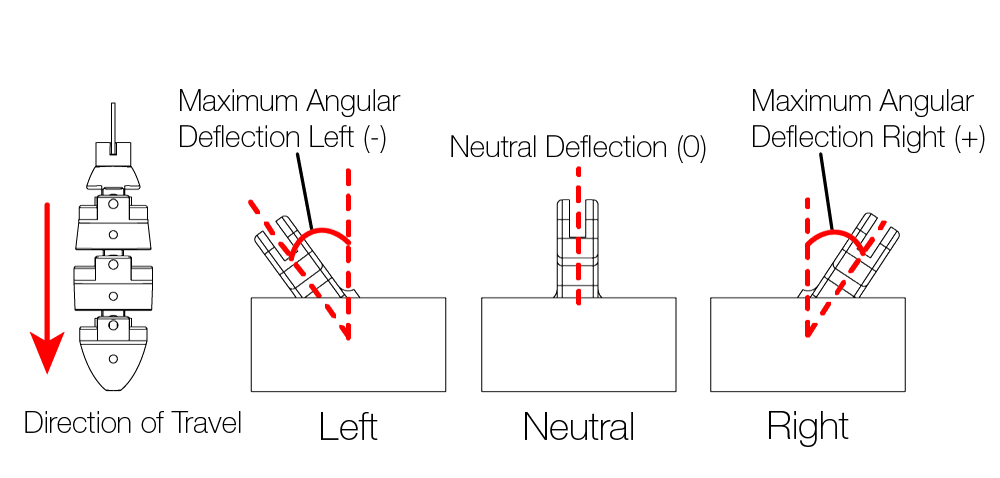 Maximum Angular
Deflection Left (-)
Neutral Deflection (0)
Maximum Angular
Deflection Right (+)
Direction of Travel
Left
Neutral
Right